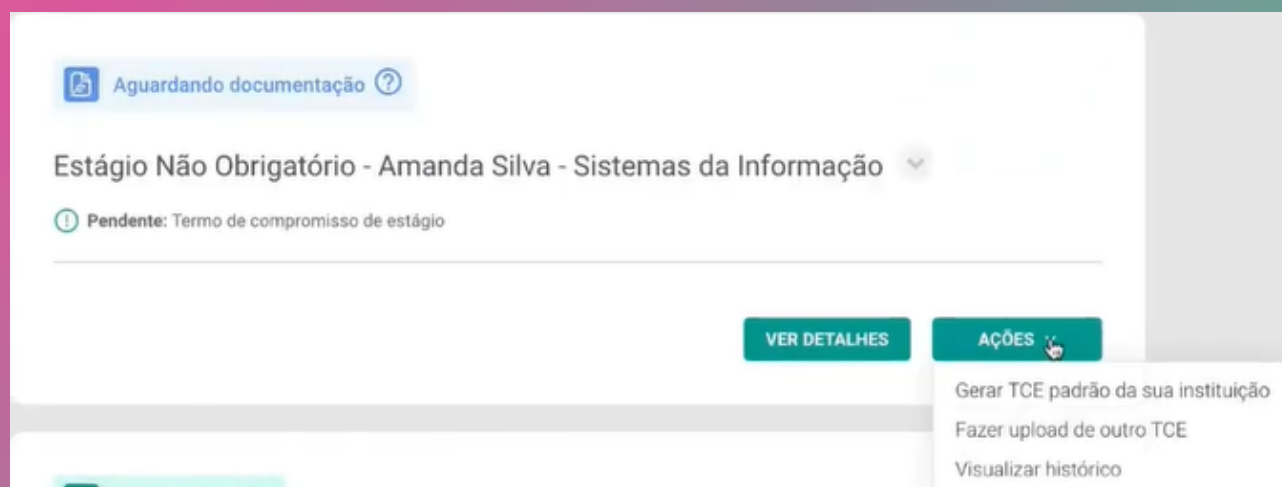 Aguardando documentação
Estágio Não Obrigatório - Amanda Silva - Sistemas da Informação
Pendente: Termo de compromisso de estágio
VER DETALHES
AÇÕES
Gerar TCE padrão da sua instituição
Fazer upload de outro TCE
Visualizar histórico